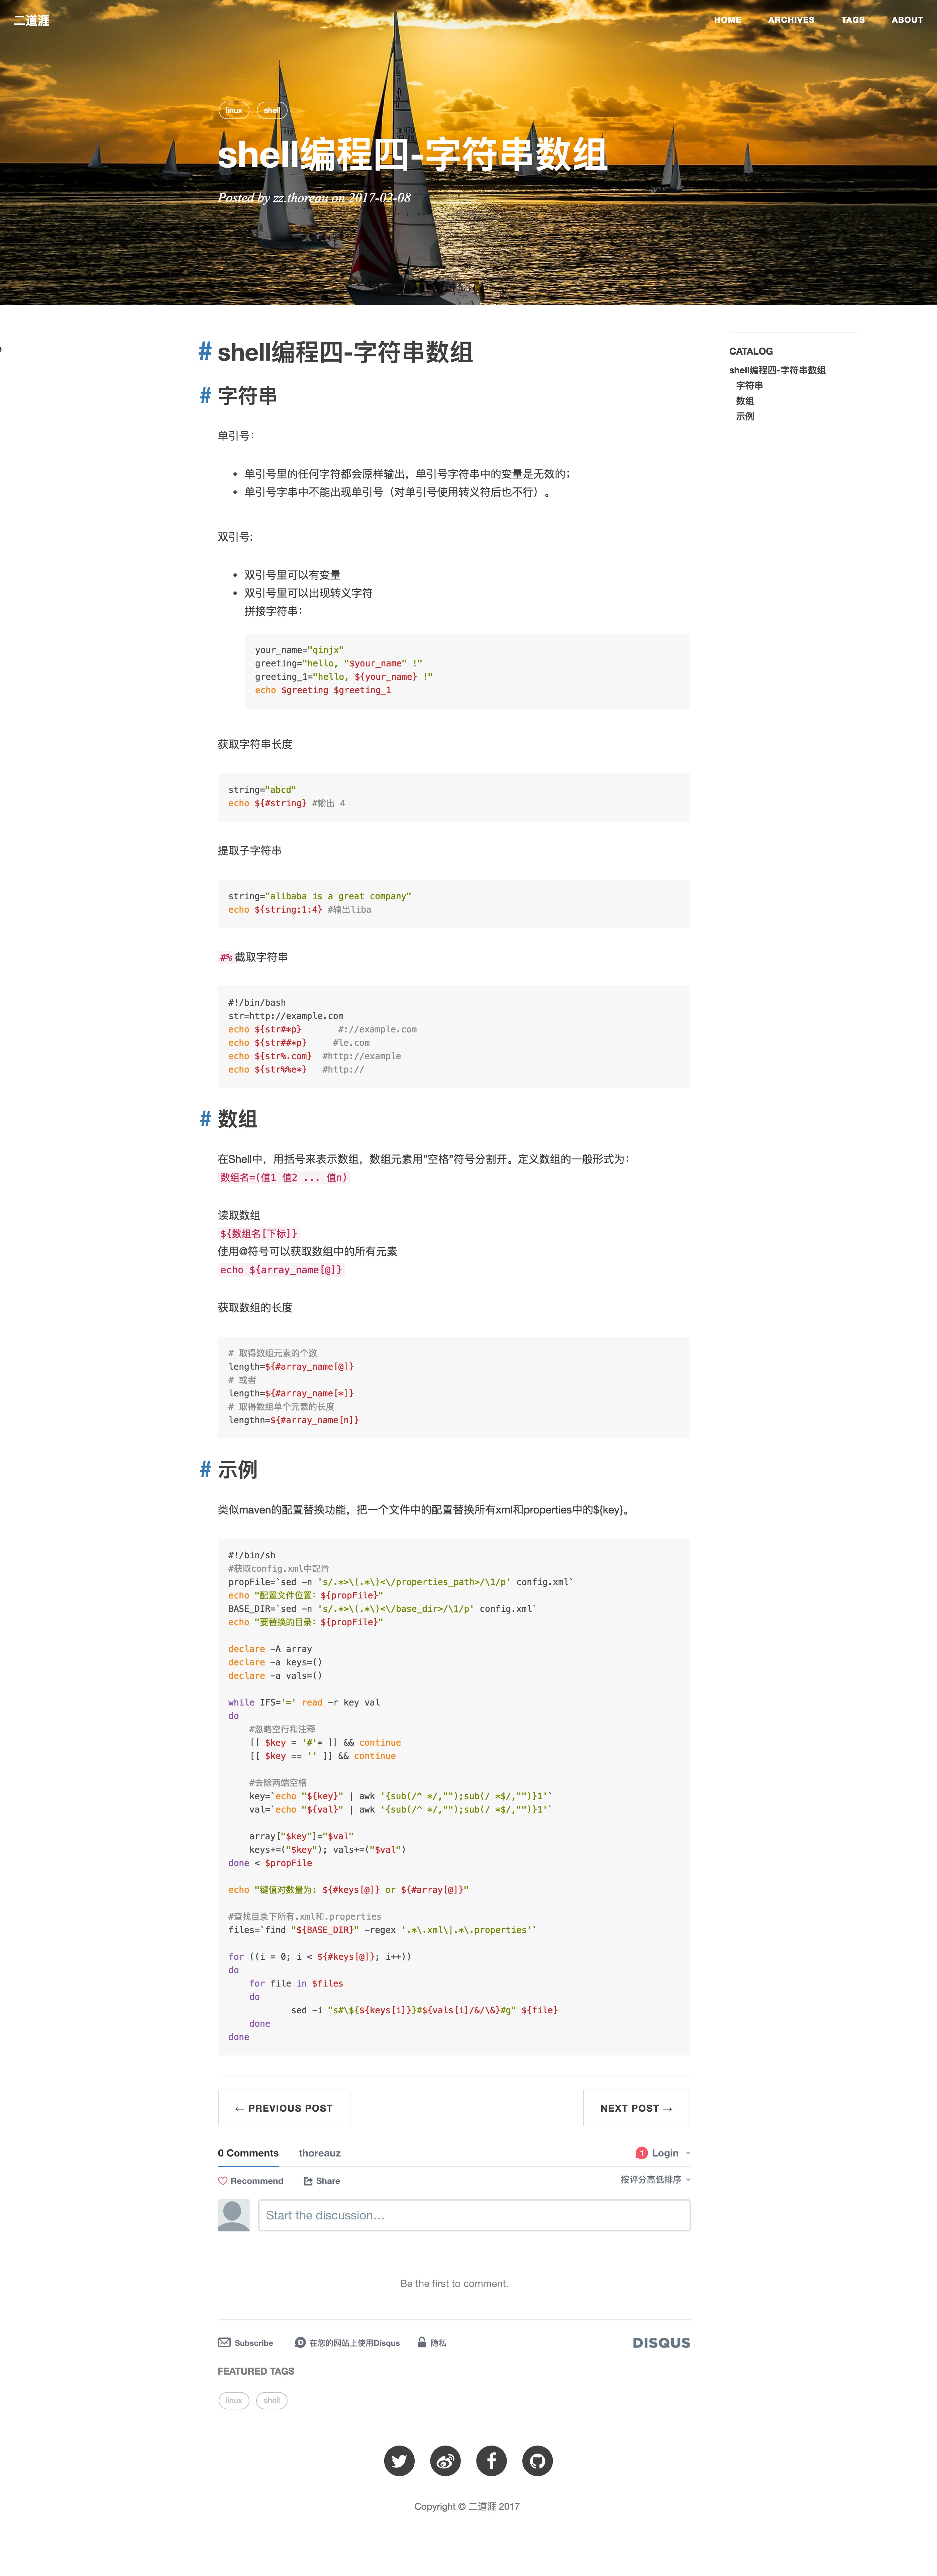 二道涯
HOME ARCHIVES TAGS ABOUT
linux shell
shell编程四-字符串数组
Posted by zz.thoreau on 2017-02-08
# shell编程四-字符串数组
# 字符串
单引号：
• 单引号里的任何字符都会原样输出，单引号字符串中的变量是无效的；
• 单引号字串中不能出现单引号（对单引号使用转义符后也不行）。
双引号:
• 双引号里可以有变量
• 双引号里可以出现转义字符
拼接字符串：
your_name="qinjx"
greeting="hello, "$your_name" !"
greeting_1="hello, ${your_name} !"
echo $greeting $greeting_1
获取字符串长度
string="abcd"
echo ${#string} #输出 4
提取子字符串
string="alibaba is a great company"
echo ${string:1:4} #输出liba
#% 截取字符串
#!/bin/bash
str=http://example.com
echo ${str#*p}       #://example.com
echo ${str##*p}     #le.com
echo ${str%.com}  #http://example
echo ${str%%e*}   #http://
# 数组
在Shell中，用括号来表示数组，数组元素用”空格”符号分割开。定义数组的一般形式为：
数组名=(值1 值2 ... 值n)
读取数组
${数组名[下标]}
使用@符号可以获取数组中的所有元素
echo ${array_name[@]}
获取数组的长度
# 取得数组元素的个数
length=${#array_name[@]}
# 或者
length=${#array_name[*]}
# 取得数组单个元素的长度
lengthn=${#array_name[n]}
# 示例
类似maven的配置替换功能，把一个文件中的配置替换所有xml和properties中的${key}。
#!/bin/sh
#获取config.xml中配置
propFile=`sed -n 's/.*>\(.*\)<\/properties_path>/\1/p' config.xml`
echo "配置文件位置：${propFile}"
BASE_DIR=`sed -n 's/.*>\(.*\)<\/base_dir>/\1/p' config.xml`
echo "要替换的目录：${propFile}"
declare -A array
declare -a keys=()
declare -a vals=()
while IFS='=' read -r key val
do
    #忽略空行和注释
    [[ $key = '#'* ]] && continue
    [[ $key == '' ]] && continue
    #去除两端空格
    key=`echo "${key}" | awk '{sub(/^ */,"");sub(/ *$/,"")}1'`
    val=`echo "${val}" | awk '{sub(/^ */,"");sub(/ *$/,"")}1'`
    array["$key"]="$val"
    keys+=("$key"); vals+=("$val")
done < $propFile
echo "键值对数量为: ${#keys[@]} or ${#array[@]}"
#查找目录下所有.xml和.properties
files=`find "${BASE_DIR}" -regex '.*\.xml\|.*\.properties'`
for ((i = 0; i < ${#keys[@]}; i++))
do
    for file in $files
    do
            sed -i "s#\${${keys[i]}}#${vals[i]/&/\&}#g" ${file}
    done
done
CATALOG
shell编程四-字符串数组
字符串
数组
示例
← PREVIOUS POST
NEXT POST →
0 Comments thoreauz 1 Login
Recommend Share 按评分高低排序
Start the discussion…
Be the first to comment.
Subscribe D 在您的网站上使用Disqus 隐私 DISQUS
FEATURED TAGS
linux shell
Copyright © 二道涯 2017